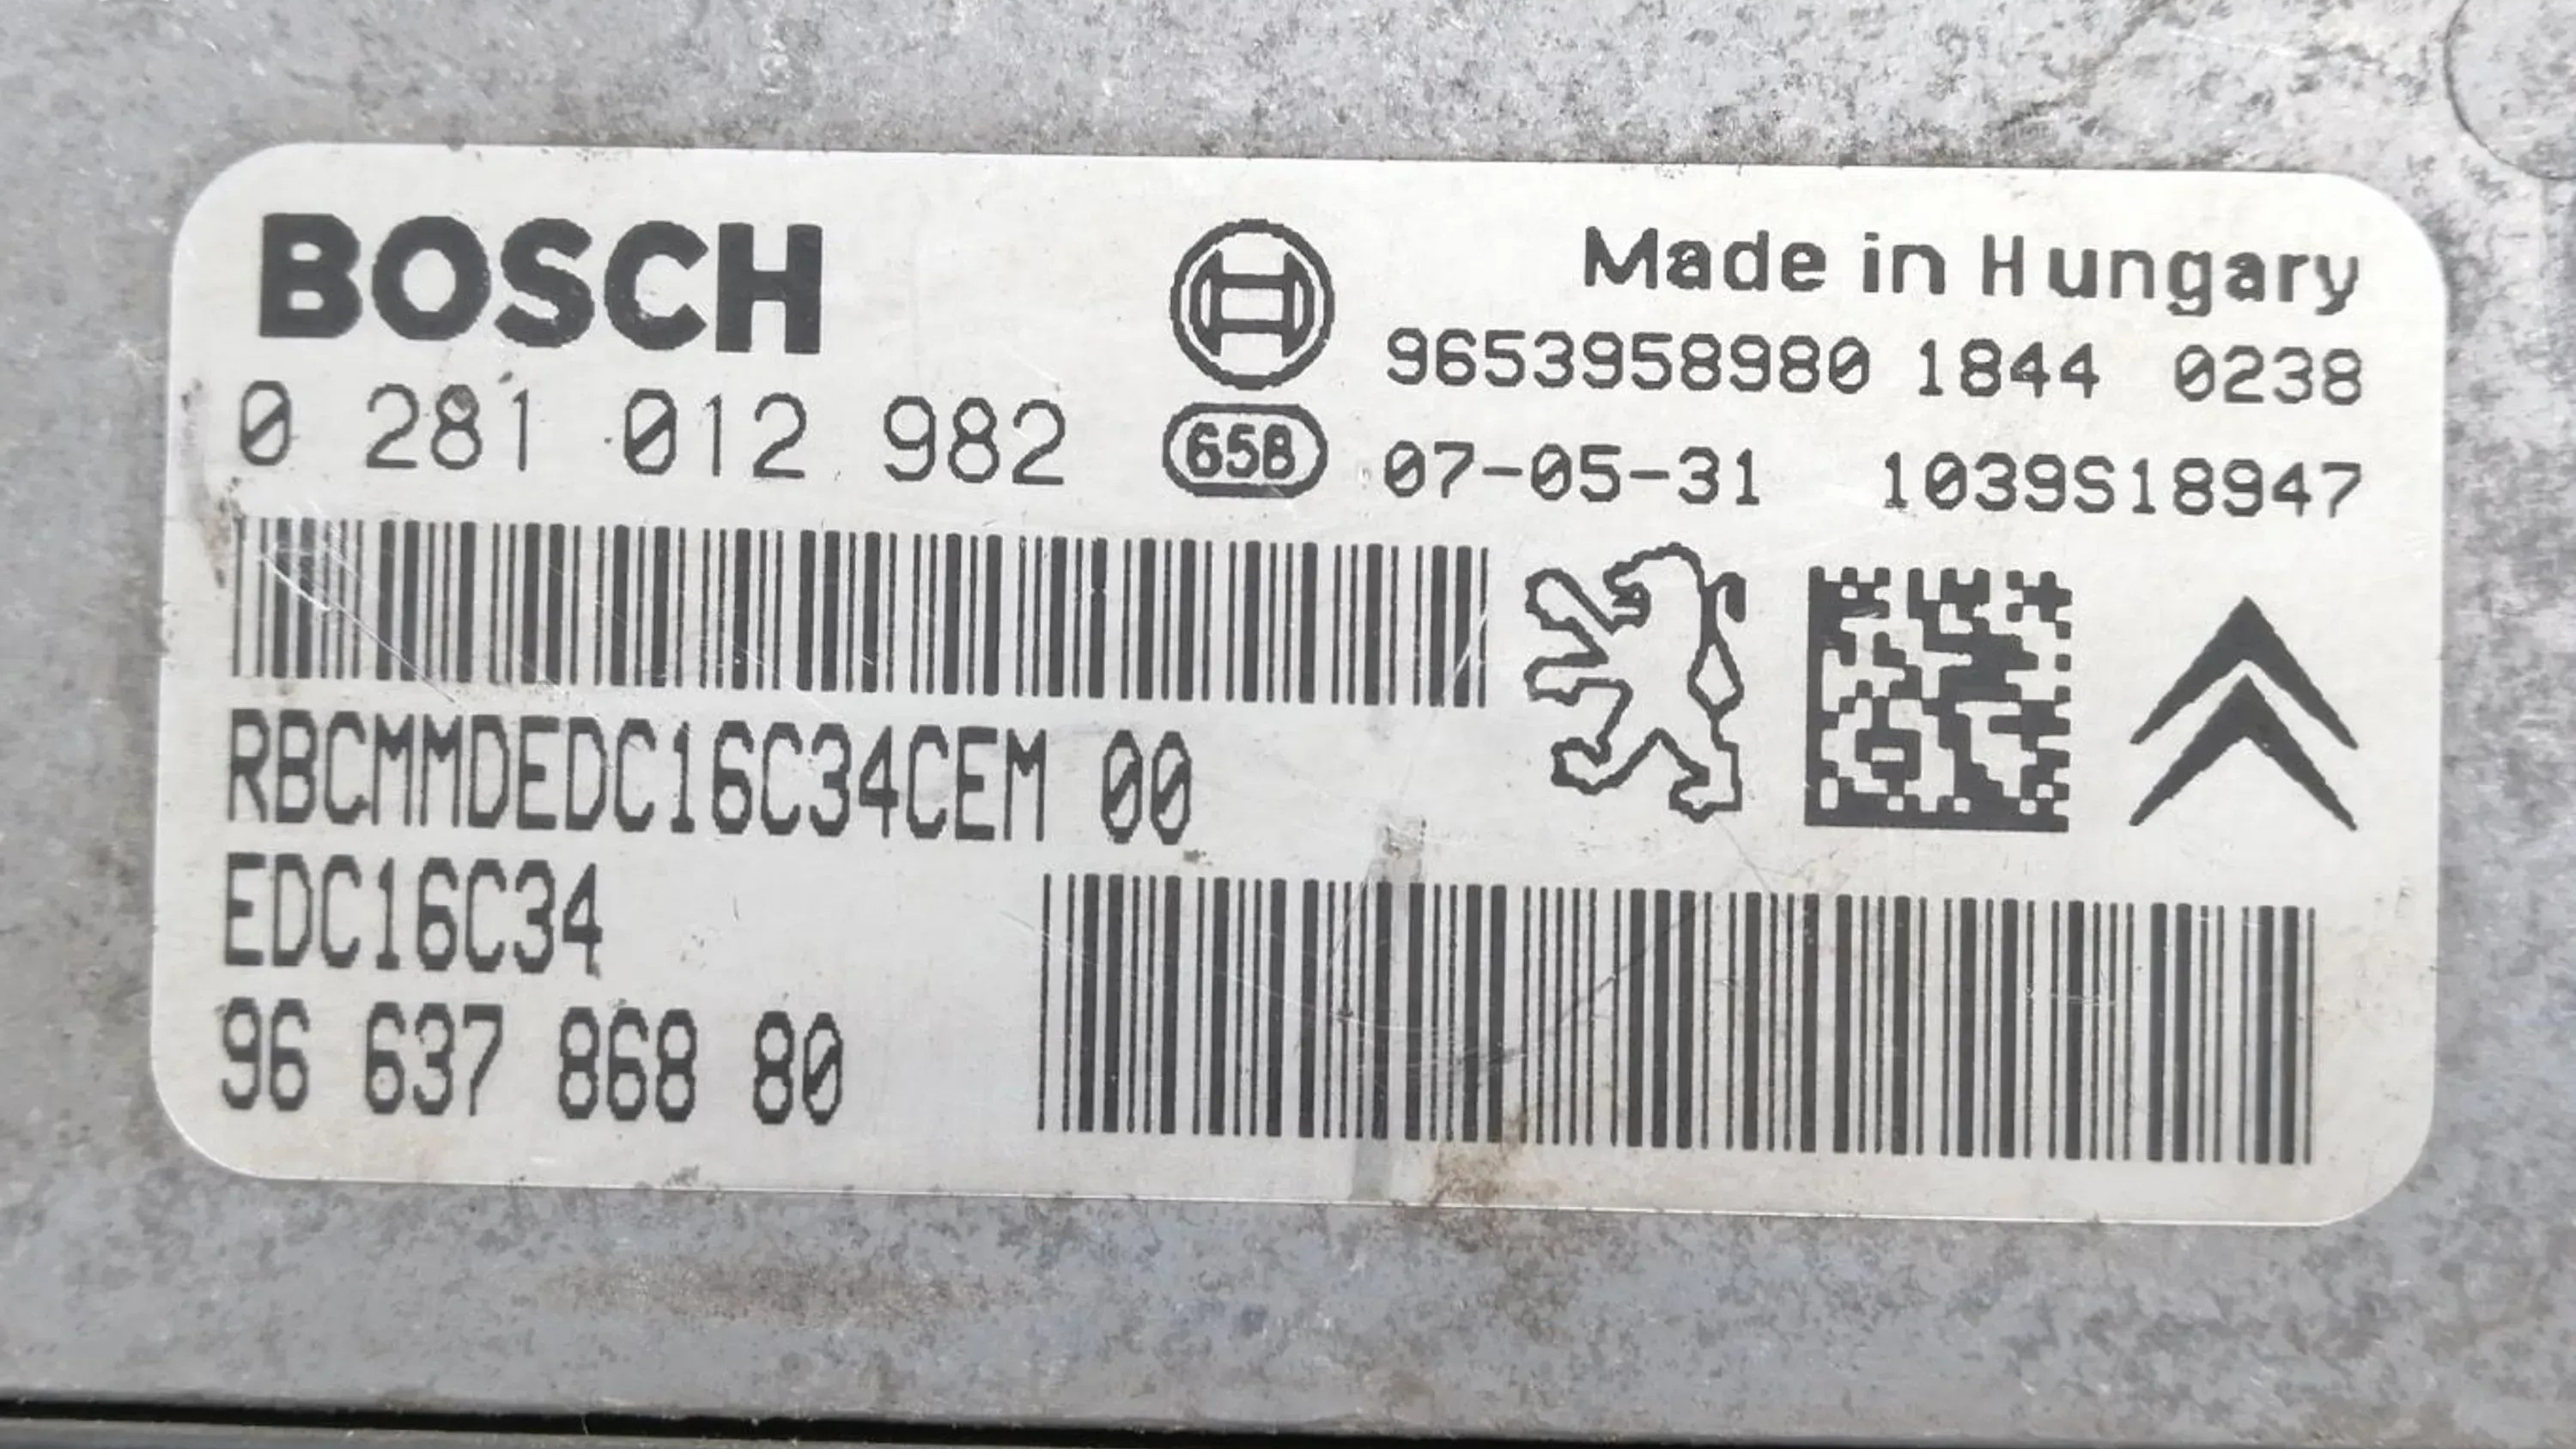 BOSCH
Made in Hungary
9653958980 1844 0238
0 281 012 982
658
07-05-31 1039S18947
RBCMMDEDC16C34CEM 00
EDC16C34
96 637 868 80